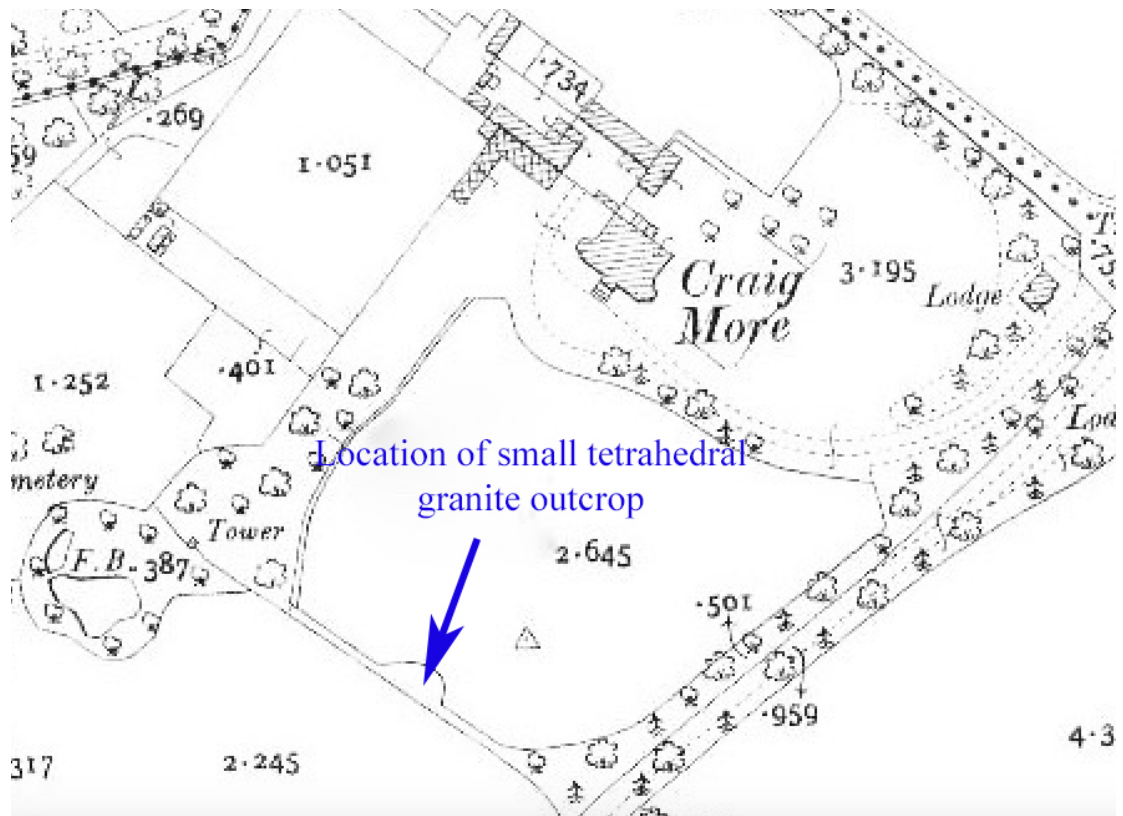 .734
.269
1.051
59
Craig
More
3.195
Lodge
.401
1.252
Location of small tetrahedral
granite outcrop
metery
Tower
F. B. .387
2.645
.501
.959
4.3
317
2.245